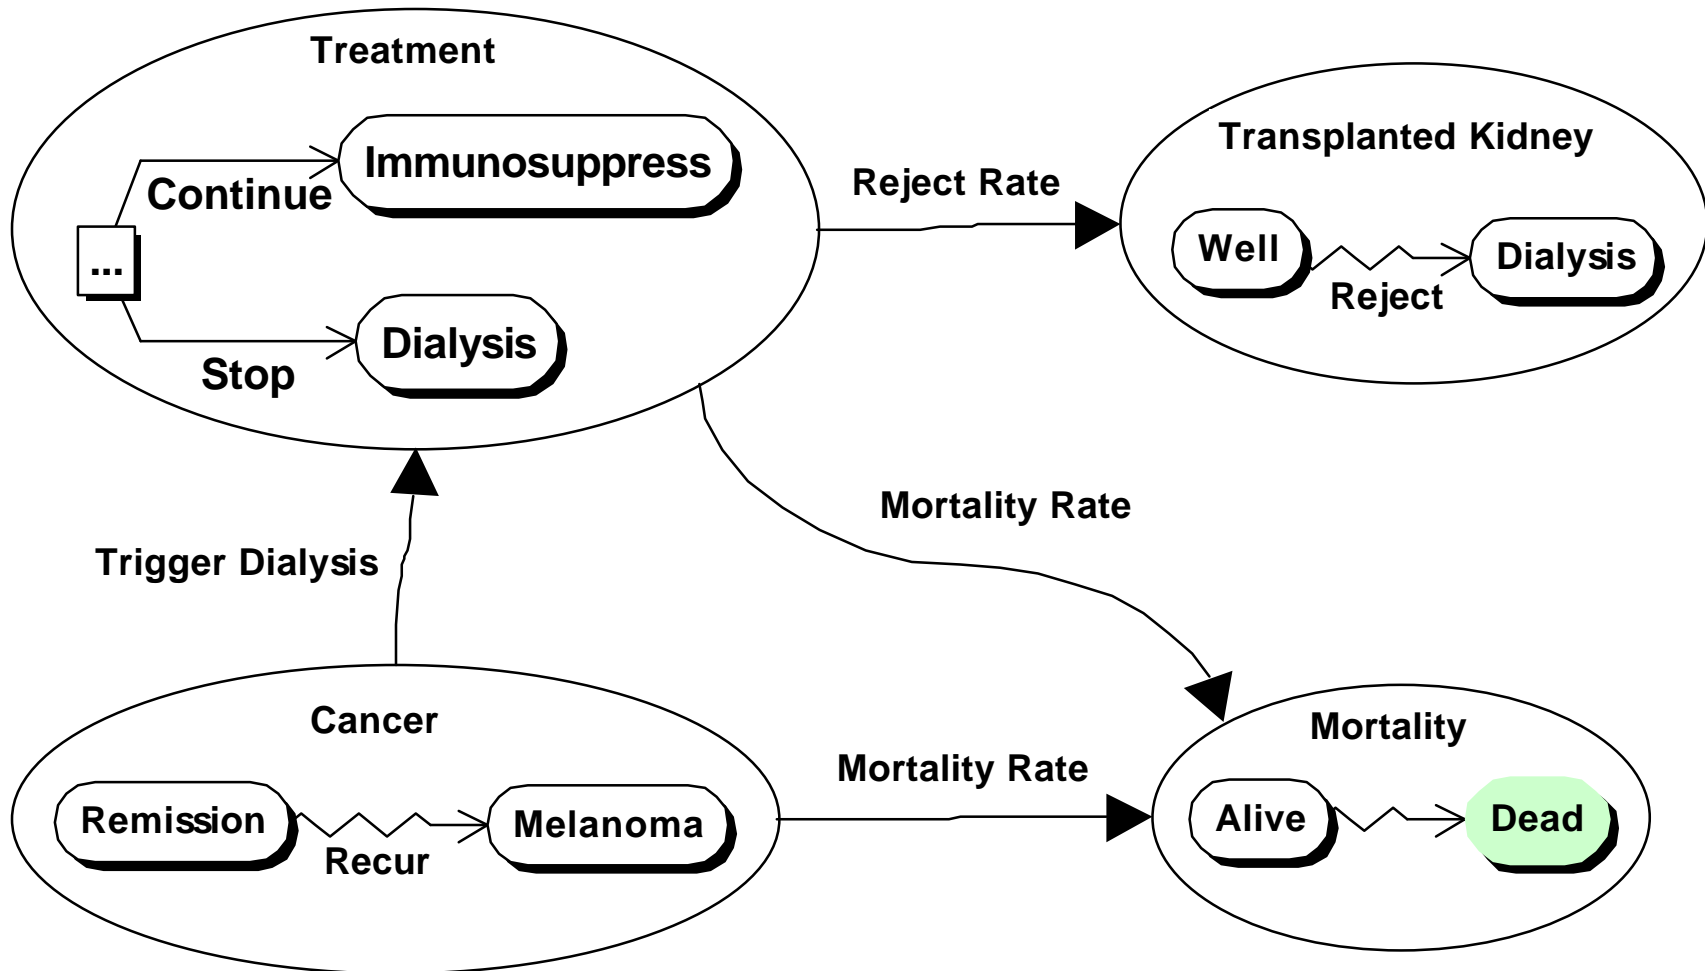 Treatment
Immunosuppress
Continue
...
Dialysis
Stop
Reject Rate
Transplanted Kidney
Well
Dialysis
Reject
Mortality Rate
Trigger Dialysis
Cancer
Remission
Melanoma
Recur
Mortality Rate
Mortality
Alive
Dead